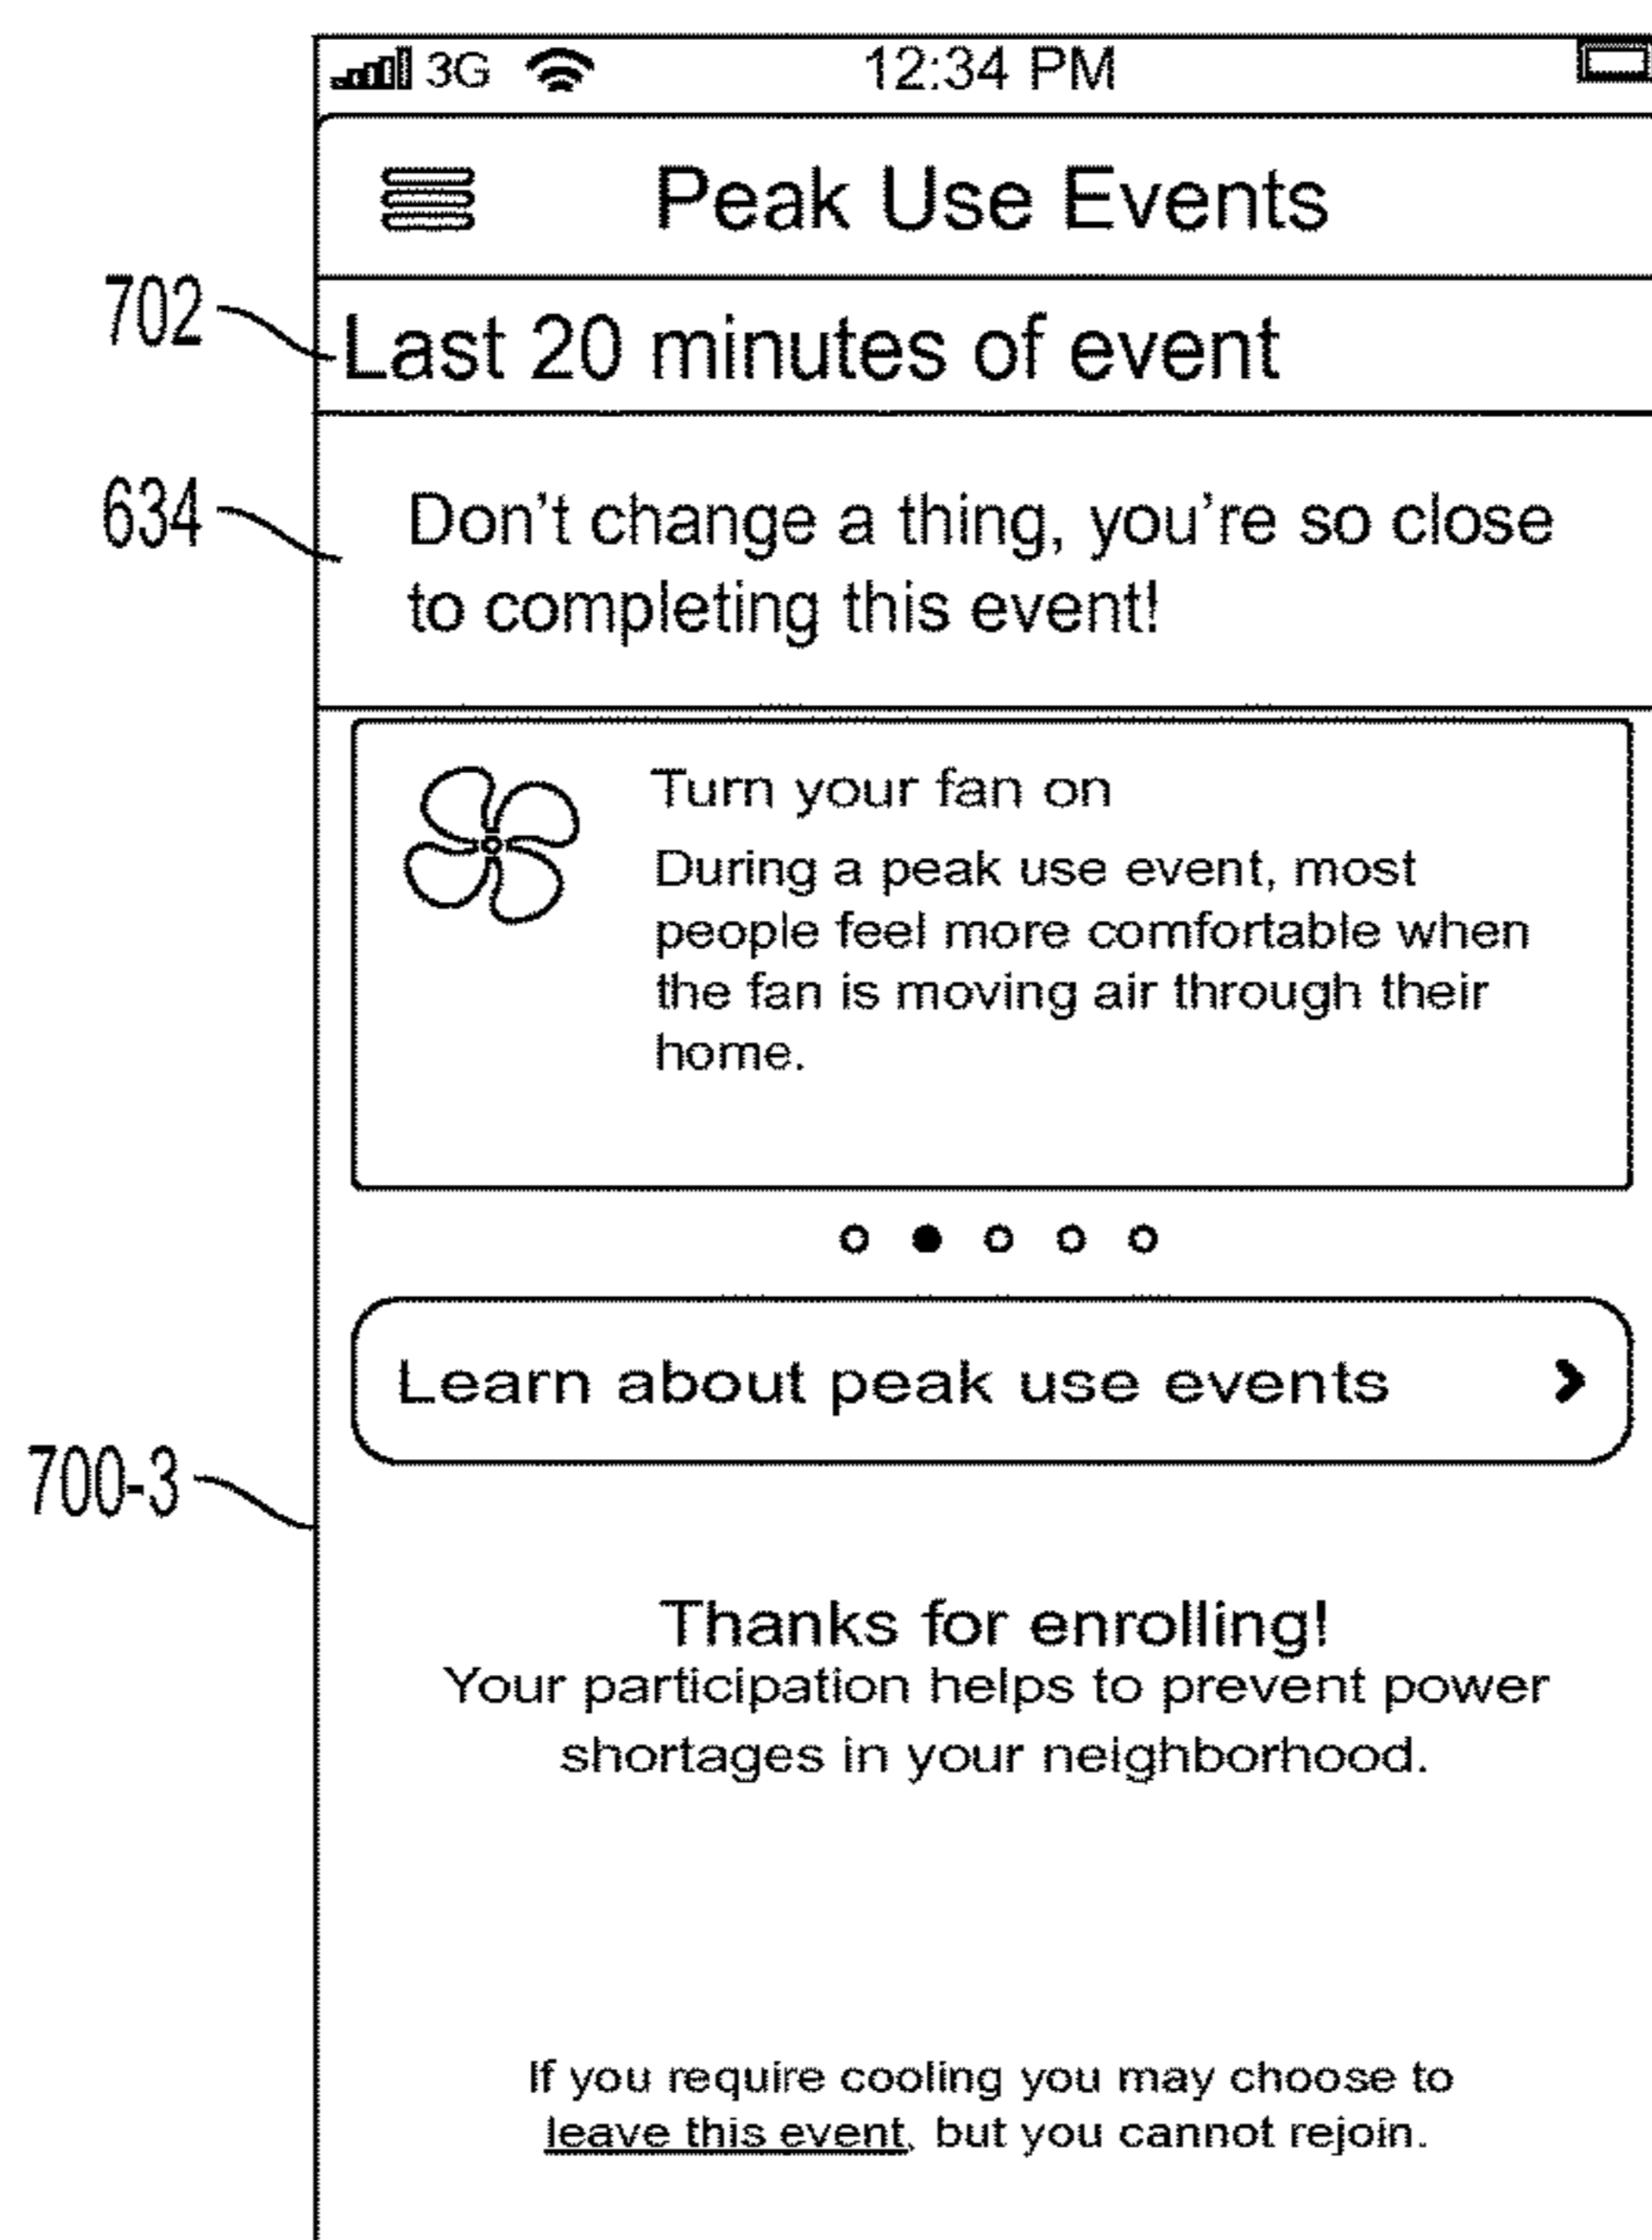 3G 12:34 PM
Peak Use Events
702
Last 20 minutes of event
634
Don't change a thing, you're so close
to completing this event!
Turn your fan on
During a peak use event, most
people feel more comfortable when
the fan is moving air through their
home.
Learn about peak use events
700-3
Thanks for enrolling!
Your participation helps to prevent power
shortages in your neighborhood.
If you require cooling you may choose to
leave this event, but you cannot rejoin.